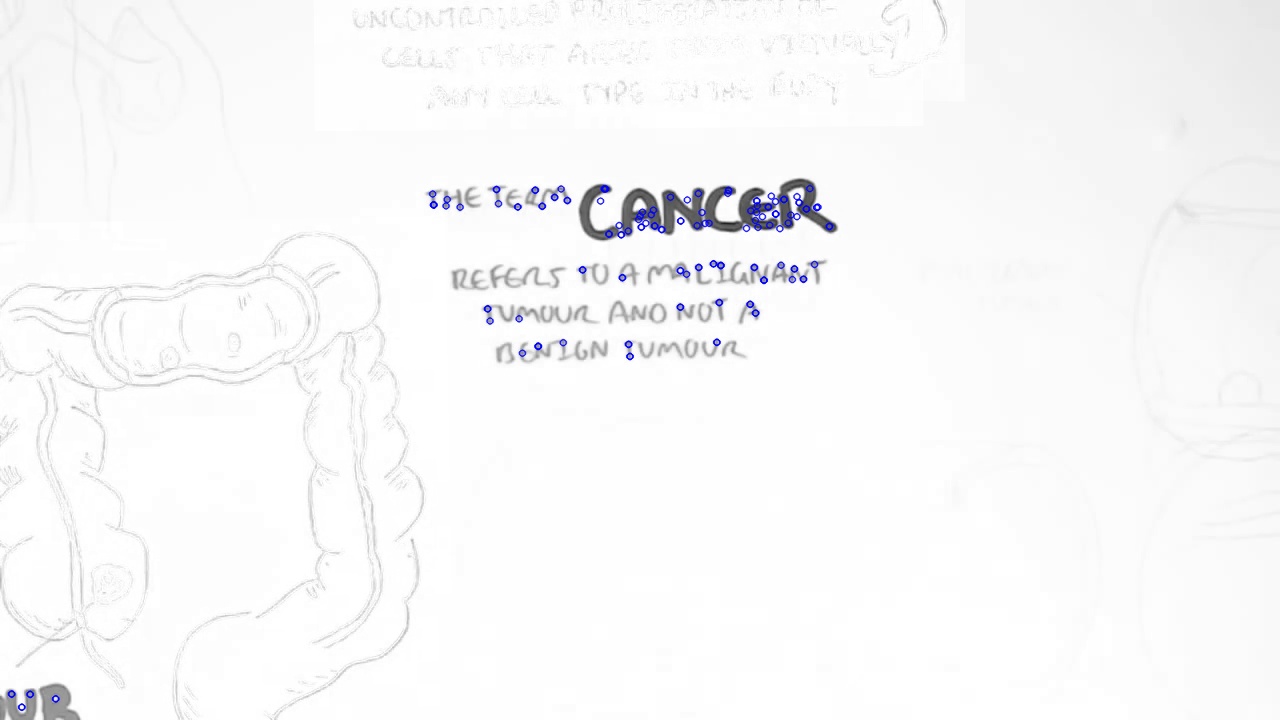 UNCONTROLLED PROLIFERATION OF
CELLS THAT ARISE FROM VIRTUALLY
ANY CELL TYPE IN THE BODY
THE TERM CANCER
REFERS TO A MALIGNANT
TUMOUR AND NOT A
BENIGN TUMOUR
OUR